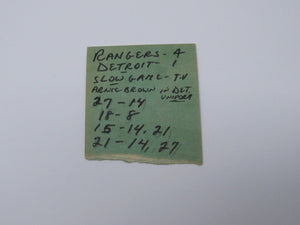 RANGERS - 4
DETROIT 1
SLOW GAME - T.V
ARNIE BROWN IN DET. UNIFORM
27 - 14
18 - 8
15 - 14, 21
21 - 14, 27